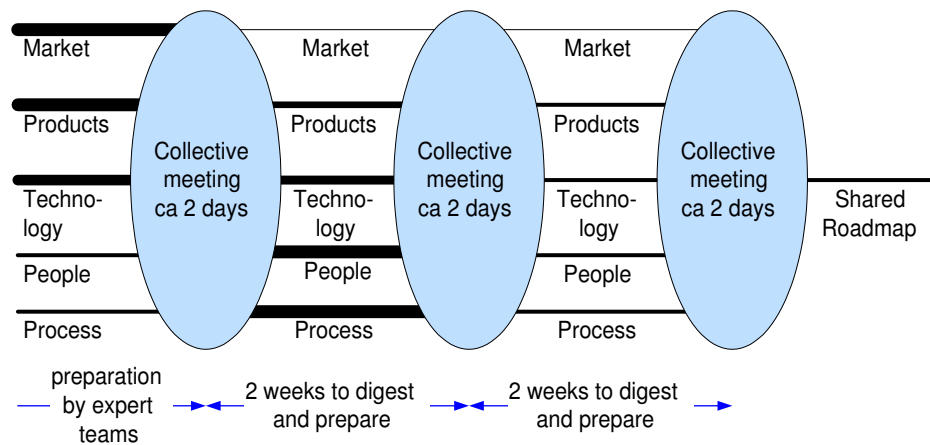 Market
Market
Market
Products
Products
Products
Collective
meeting
ca 2 days
Collective
meeting
ca 2 days
Collective
meeting
ca 2 days
Techno-
logy
Techno-
logy
Techno-
logy
Shared
Roadmap
People
People
People
Process
Process
Process
preparation
by expert
teams
2 weeks to digest
and prepare
2 weeks to digest
and prepare